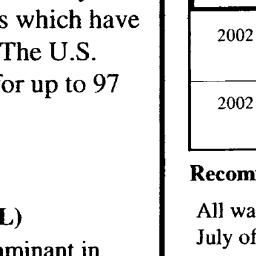 s which have
The U.S.
for up to 97
L)
aminant in
2002
2002
Recom
All wa
July of